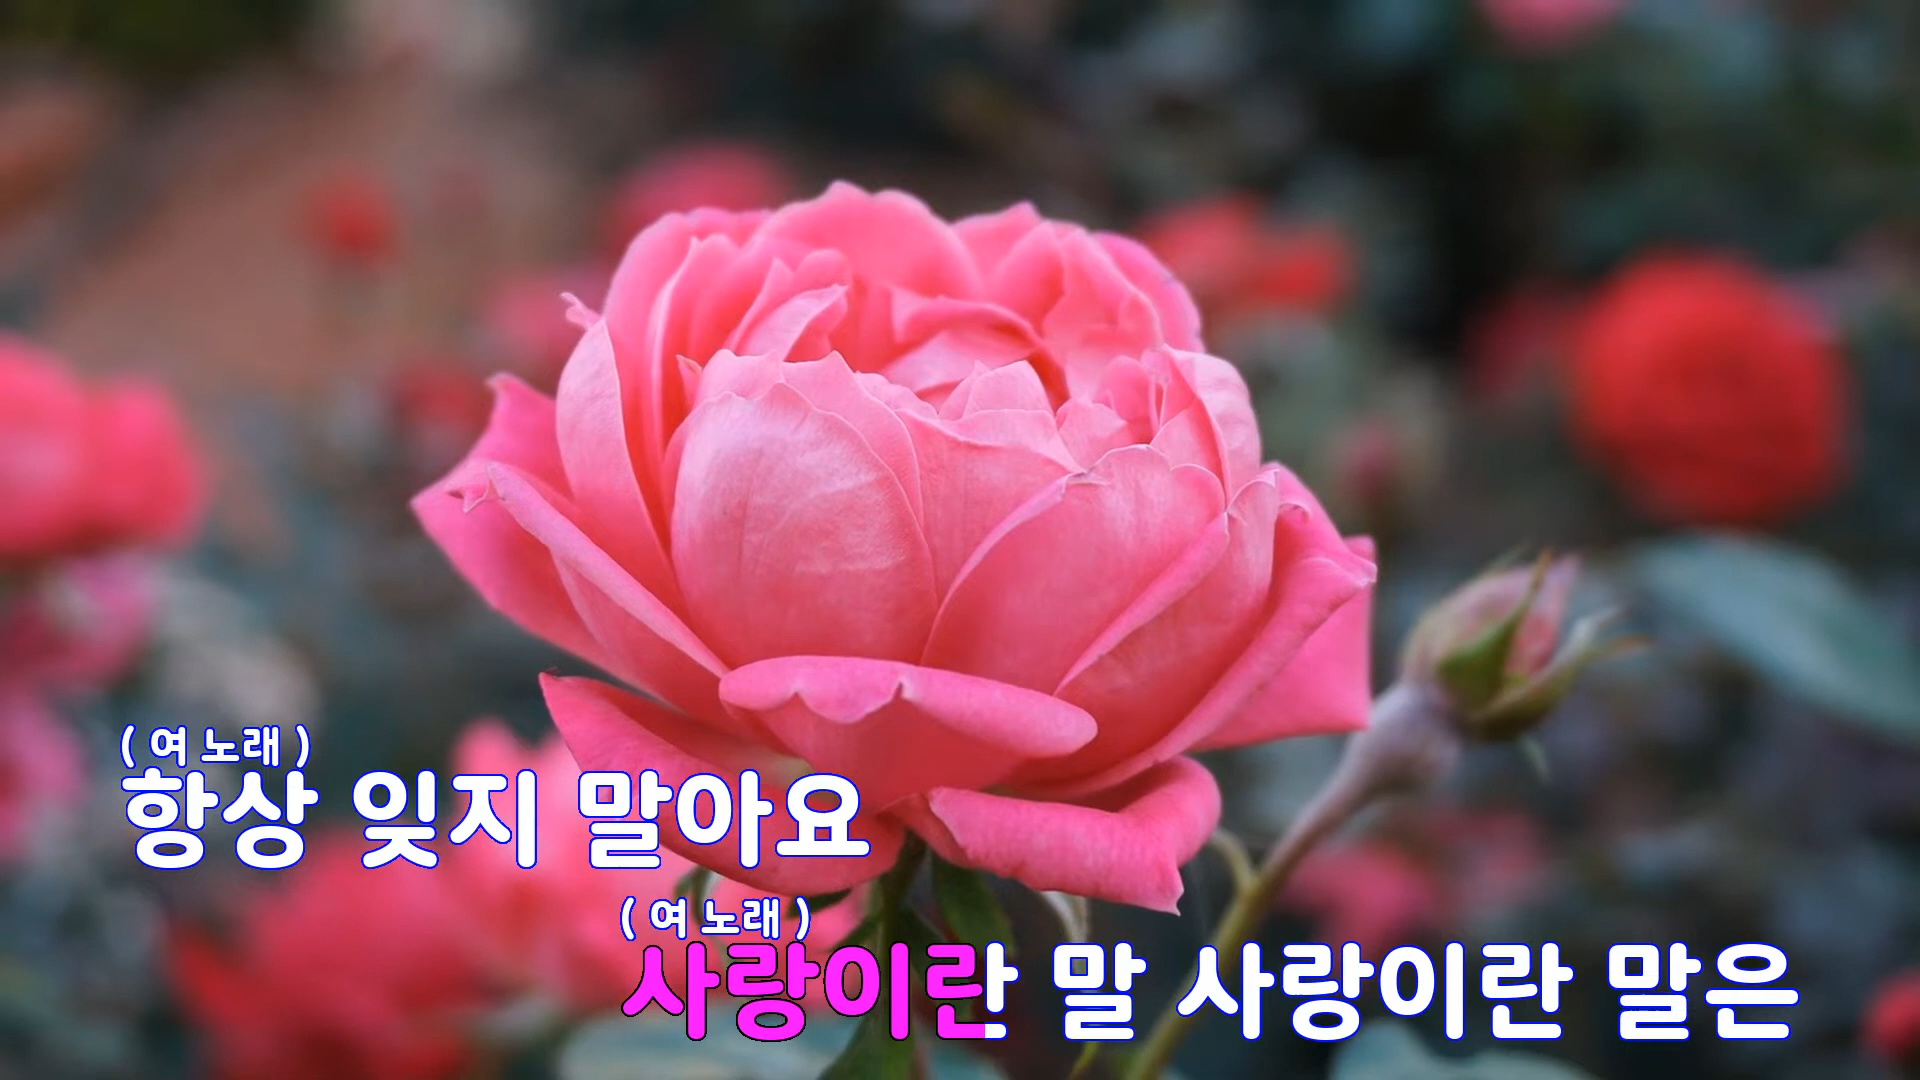 ( 여 노래 )
항상 잊지 말아요
( 여 노래 )
사랑이란 말 사랑이란 말은